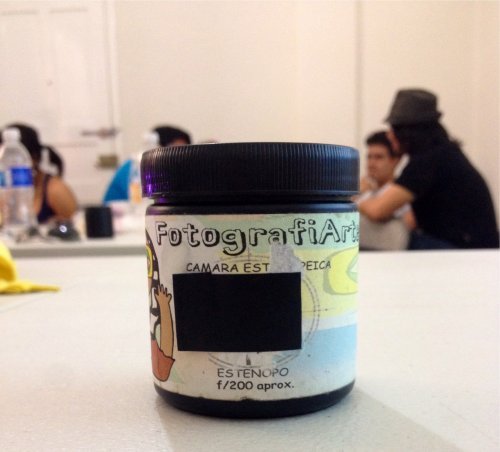 FotografiArte
CAMARA EST PEICA
ESTENOPO
f/200 aprox.